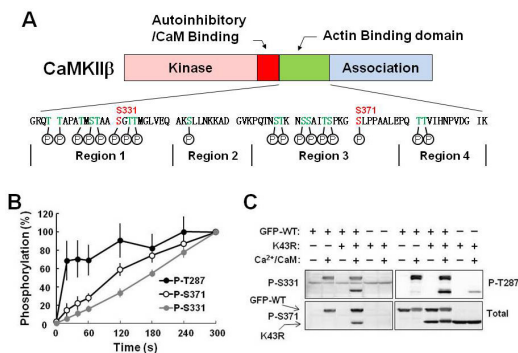 A
Autoinhibitory
/CaM Binding
Actin Binding domain
CaMKIIβ
Kinase
Association
S331
S371
GKQT TAPATMSTAA SGTTMGLVEQ AKSLLNKKAD GVKPQTNSTK NSSAITSPKG SLPPAALEPQ TTVIHNPVDG IK
P P P P P P P P P P P P P P P P P P
Region 1
Region 2
Region 3
Region 4
B
Phosphorylation (%)
120
100
80
60
40
20
0
0 60 120 180 240 300
Time (s)
P-T287
P-S371
P-S331
C
GFP-WT: + + + + - -
K43R: - - + + + +
Ca²⁺/CaM: - + - + - +
P-S331
GFP-WT
P-S371
K43R
+ + + + - -
- - + + + +
- + - + - +
P-T287
Total